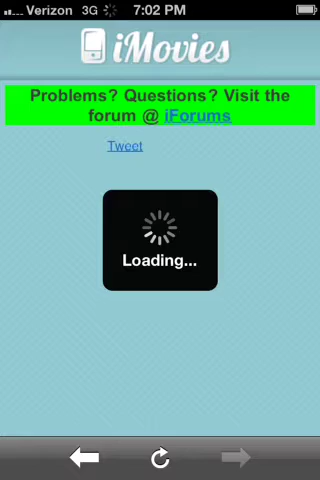 Verizon 3G 7:02 PM
iMovies
Problems? Questions? Visit the
forum @ iForums
Tweet
Loading...